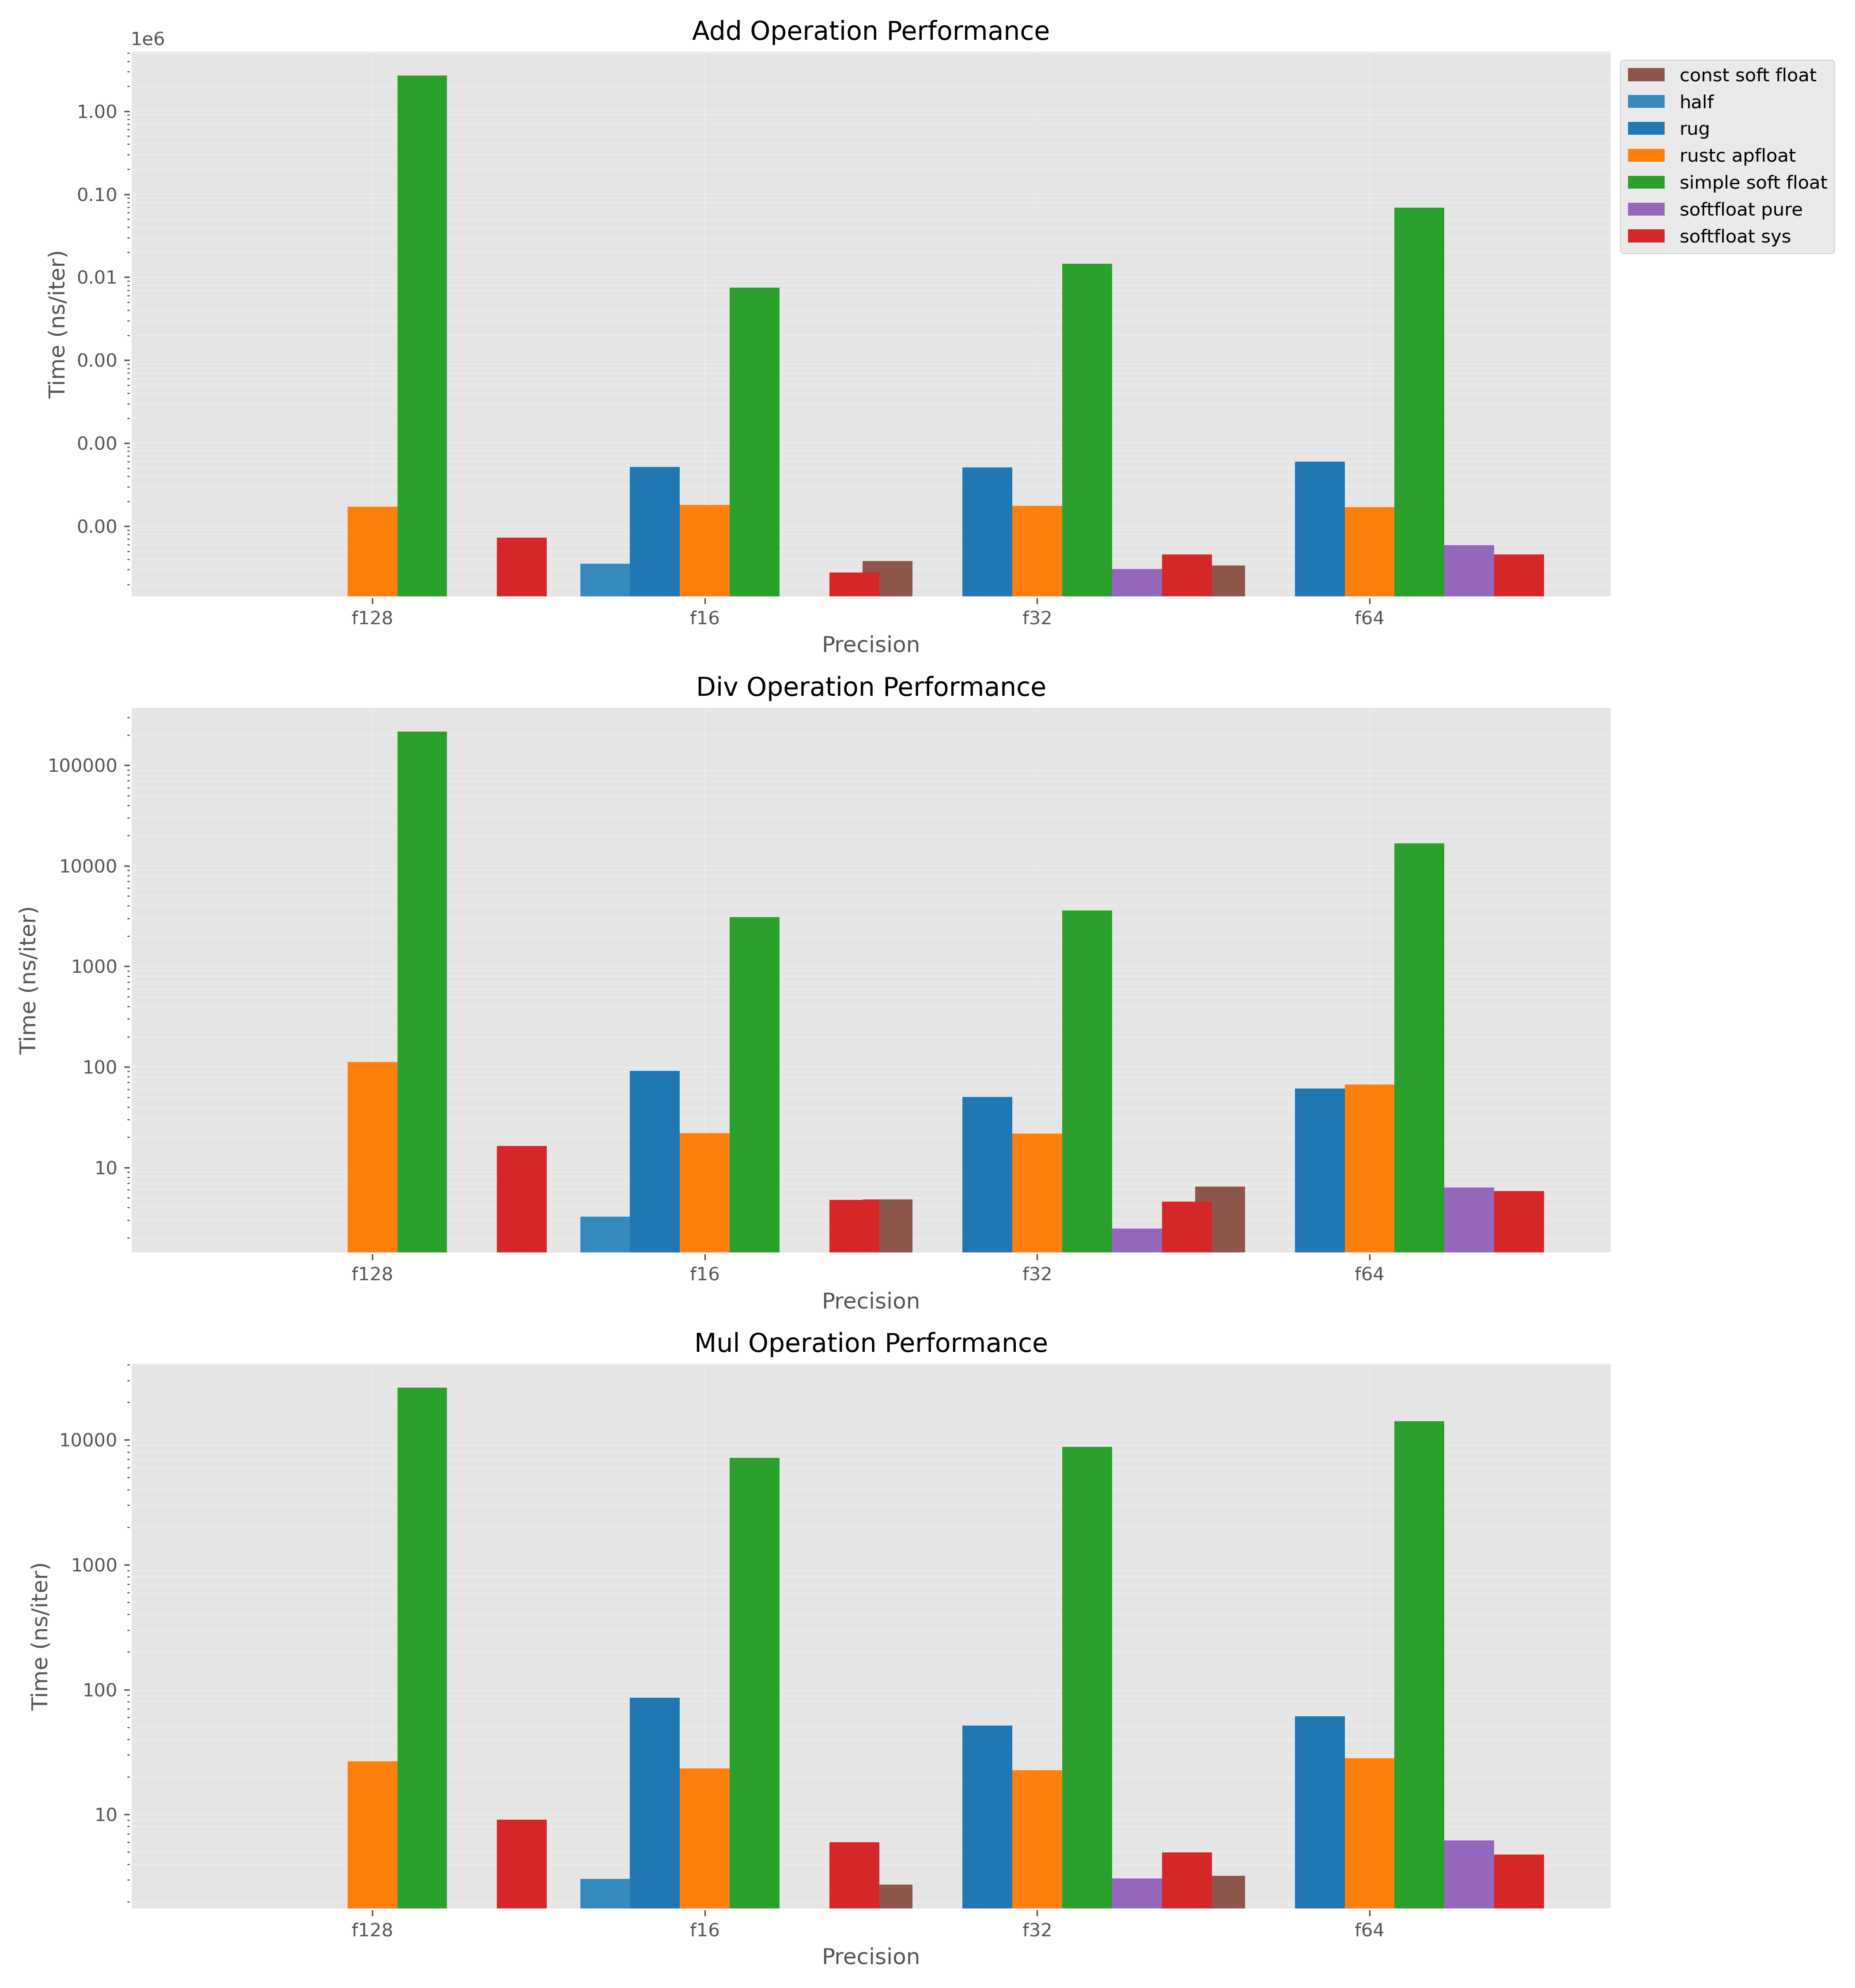 Add Operation Performance
1e6
1.00
0.10
0.01
0.00
0.00
0.00
Time (ns/iter)
f128 f16 f32 f64
Precision
const soft float
half
rug
rustc apfloat
simple soft float
softfloat pure
softfloat sys
Div Operation Performance
100000
10000
1000
100
10
Time (ns/iter)
f128 f16 f32 f64
Precision
Mul Operation Performance
10000
1000
100
10
Time (ns/iter)
f128 f16 f32 f64
Precision